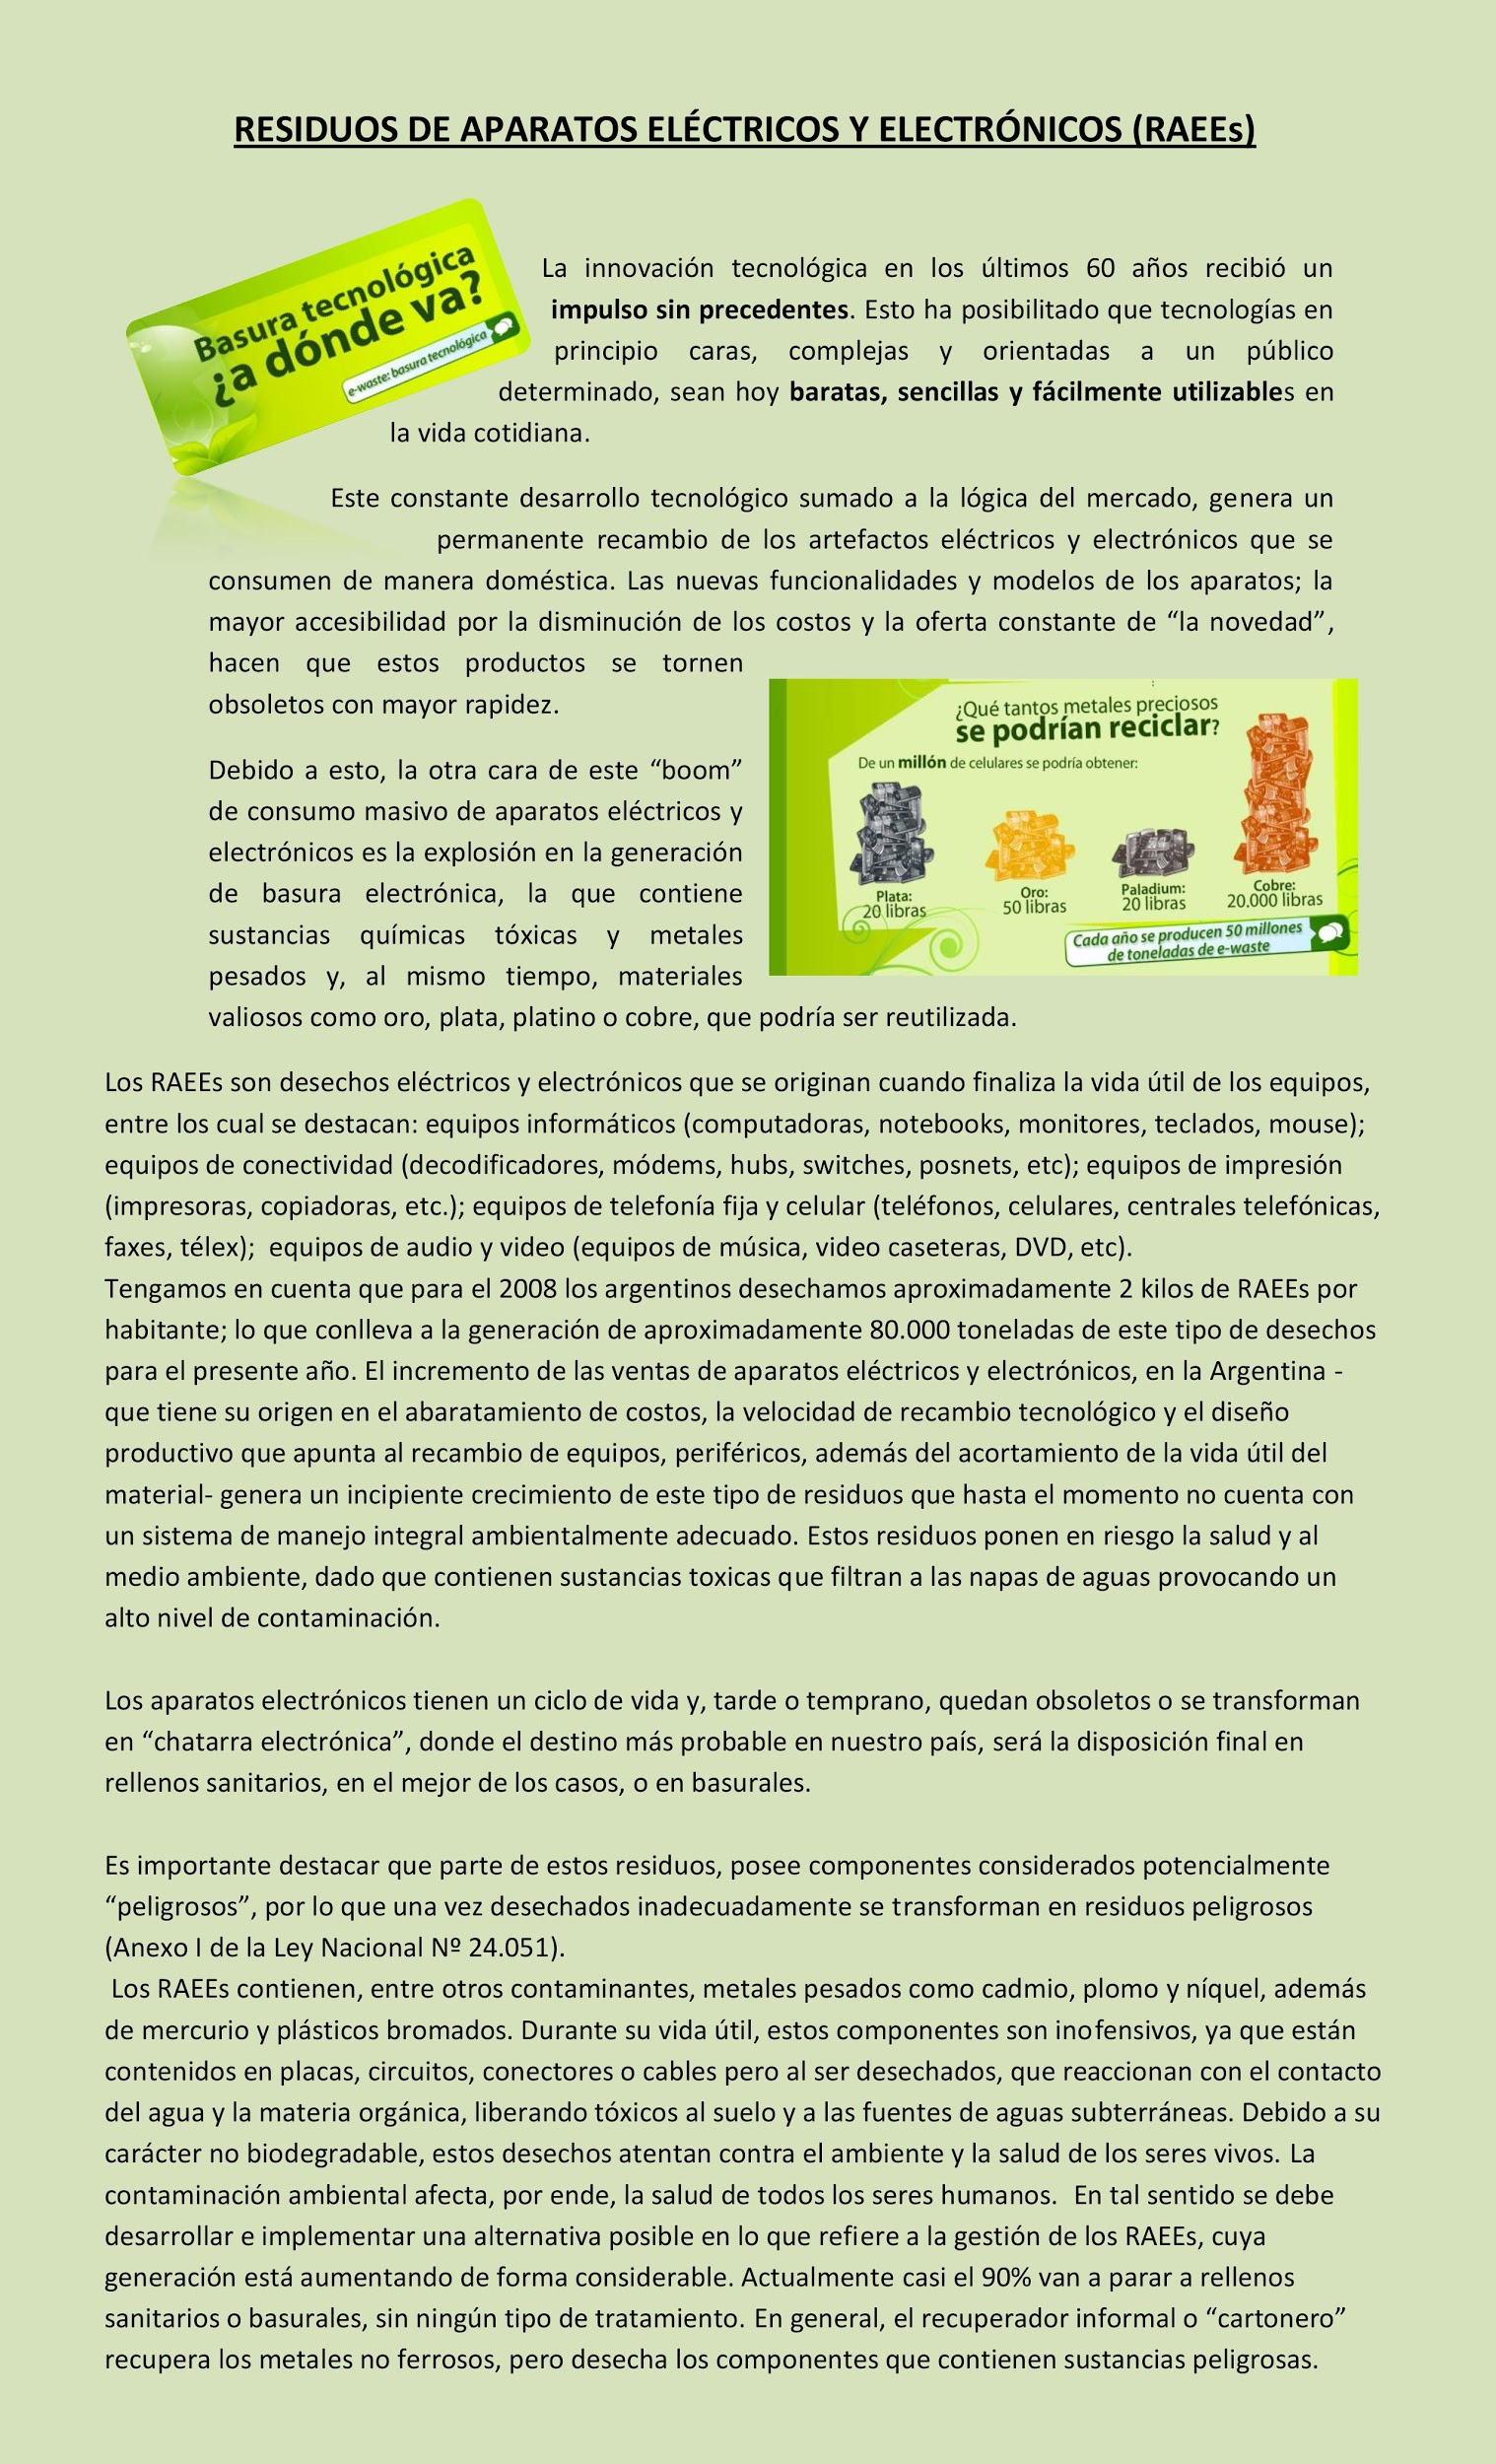 RESIDUOS DE APARATOS ELÉCTRICOS Y ELECTRÓNICOS (RAEEs)
Basura tecnológica
¿a dónde va?
e-waste: basura tecnológica
La innovación tecnológica en los últimos 60 años recibió un
impulso sin precedentes. Esto ha posibilitado que tecnologías en
principio caras, complejas y orientadas a un público
determinado, sean hoy baratas, sencillas y fácilmente utilizables en
la vida cotidiana.
Este constante desarrollo tecnológico sumado a la lógica del mercado, genera un
permanente recambio de los artefactos eléctricos y electrónicos que se
consumen de manera doméstica. Las nuevas funcionalidades y modelos de los aparatos; la
mayor accesibilidad por la disminución de los costos y la oferta constante de “la novedad”,
hacen que estos productos se tornen
obsoletos con mayor rapidez.
Debido a esto, la otra cara de este “boom”
de consumo masivo de aparatos eléctricos y
electrónicos es la explosión en la generación
de basura electrónica, la que contiene
sustancias químicas tóxicas y metales
pesados y, al mismo tiempo, materiales
valiosos como oro, plata, platino o cobre, que podría ser reutilizada.
¿Qué tantos metales preciosos
se podrían reciclar?
De un millón de celulares se podría obtener:
Plata:
20 libras
Oro:
50 libras
Paladium:
20 libras
Cobre:
20.000 libras
Cada año se producen 50 millones
de toneladas de e-waste
Los RAEEs son desechos eléctricos y electrónicos que se originan cuando finaliza la vida útil de los equipos,
entre los cual se destacan: equipos informáticos (computadoras, notebooks, monitores, teclados, mouse);
equipos de conectividad (decodificadores, módems, hubs, switches, posnets, etc); equipos de impresión
(impresoras, copiadoras, etc.); equipos de telefonía fija y celular (teléfonos, celulares, centrales telefónicas,
faxes, télex);  equipos de audio y video (equipos de música, video caseteras, DVD, etc).
Tengamos en cuenta que para el 2008 los argentinos desechamos aproximadamente 2 kilos de RAEEs por
habitante; lo que conlleva a la generación de aproximadamente 80.000 toneladas de este tipo de desechos
para el presente año. El incremento de las ventas de aparatos eléctricos y electrónicos, en la Argentina -
que tiene su origen en el abaratamiento de costos, la velocidad de recambio tecnológico y el diseño
productivo que apunta al recambio de equipos, periféricos, además del acortamiento de la vida útil del
material- genera un incipiente crecimiento de este tipo de residuos que hasta el momento no cuenta con
un sistema de manejo integral ambientalmente adecuado. Estos residuos ponen en riesgo la salud y al
medio ambiente, dado que contienen sustancias toxicas que filtran a las napas de aguas provocando un
alto nivel de contaminación.
Los aparatos electrónicos tienen un ciclo de vida y, tarde o temprano, quedan obsoletos o se transforman
en “chatarra electrónica”, donde el destino más probable en nuestro país, será la disposición final en
rellenos sanitarios, en el mejor de los casos, o en basurales.
Es importante destacar que parte de estos residuos, posee componentes considerados potencialmente
“peligrosos”, por lo que una vez desechados inadecuadamente se transforman en residuos peligrosos
(Anexo I de la Ley Nacional Nº 24.051).
Los RAEEs contienen, entre otros contaminantes, metales pesados como cadmio, plomo y níquel, además
de mercurio y plásticos bromados. Durante su vida útil, estos componentes son inofensivos, ya que están
contenidos en placas, circuitos, conectores o cables pero al ser desechados, que reaccionan con el contacto
del agua y la materia orgánica, liberando tóxicos al suelo y a las fuentes de aguas subterráneas. Debido a su
carácter no biodegradable, estos desechos atentan contra el ambiente y la salud de los seres vivos. La
contaminación ambiental afecta, por ende, la salud de todos los seres humanos.  En tal sentido se debe
desarrollar e implementar una alternativa posible en lo que refiere a la gestión de los RAEEs, cuya
generación está aumentando de forma considerable. Actualmente casi el 90% van a parar a rellenos
sanitarios o basurales, sin ningún tipo de tratamiento. En general, el recuperador informal o “cartonero”
recupera los metales no ferrosos, pero desecha los componentes que contienen sustancias peligrosas.